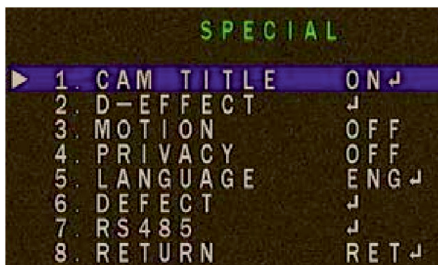 SPECIAL
1. CAM TITLE ON↵
2. D-EFFECT ↵
3. MOTION OFF
4. PRIVACY OFF
5. LANGUAGE ENG↵
6. DEFECT ↵
7. RS485 ↵
8. RETURN RET↵